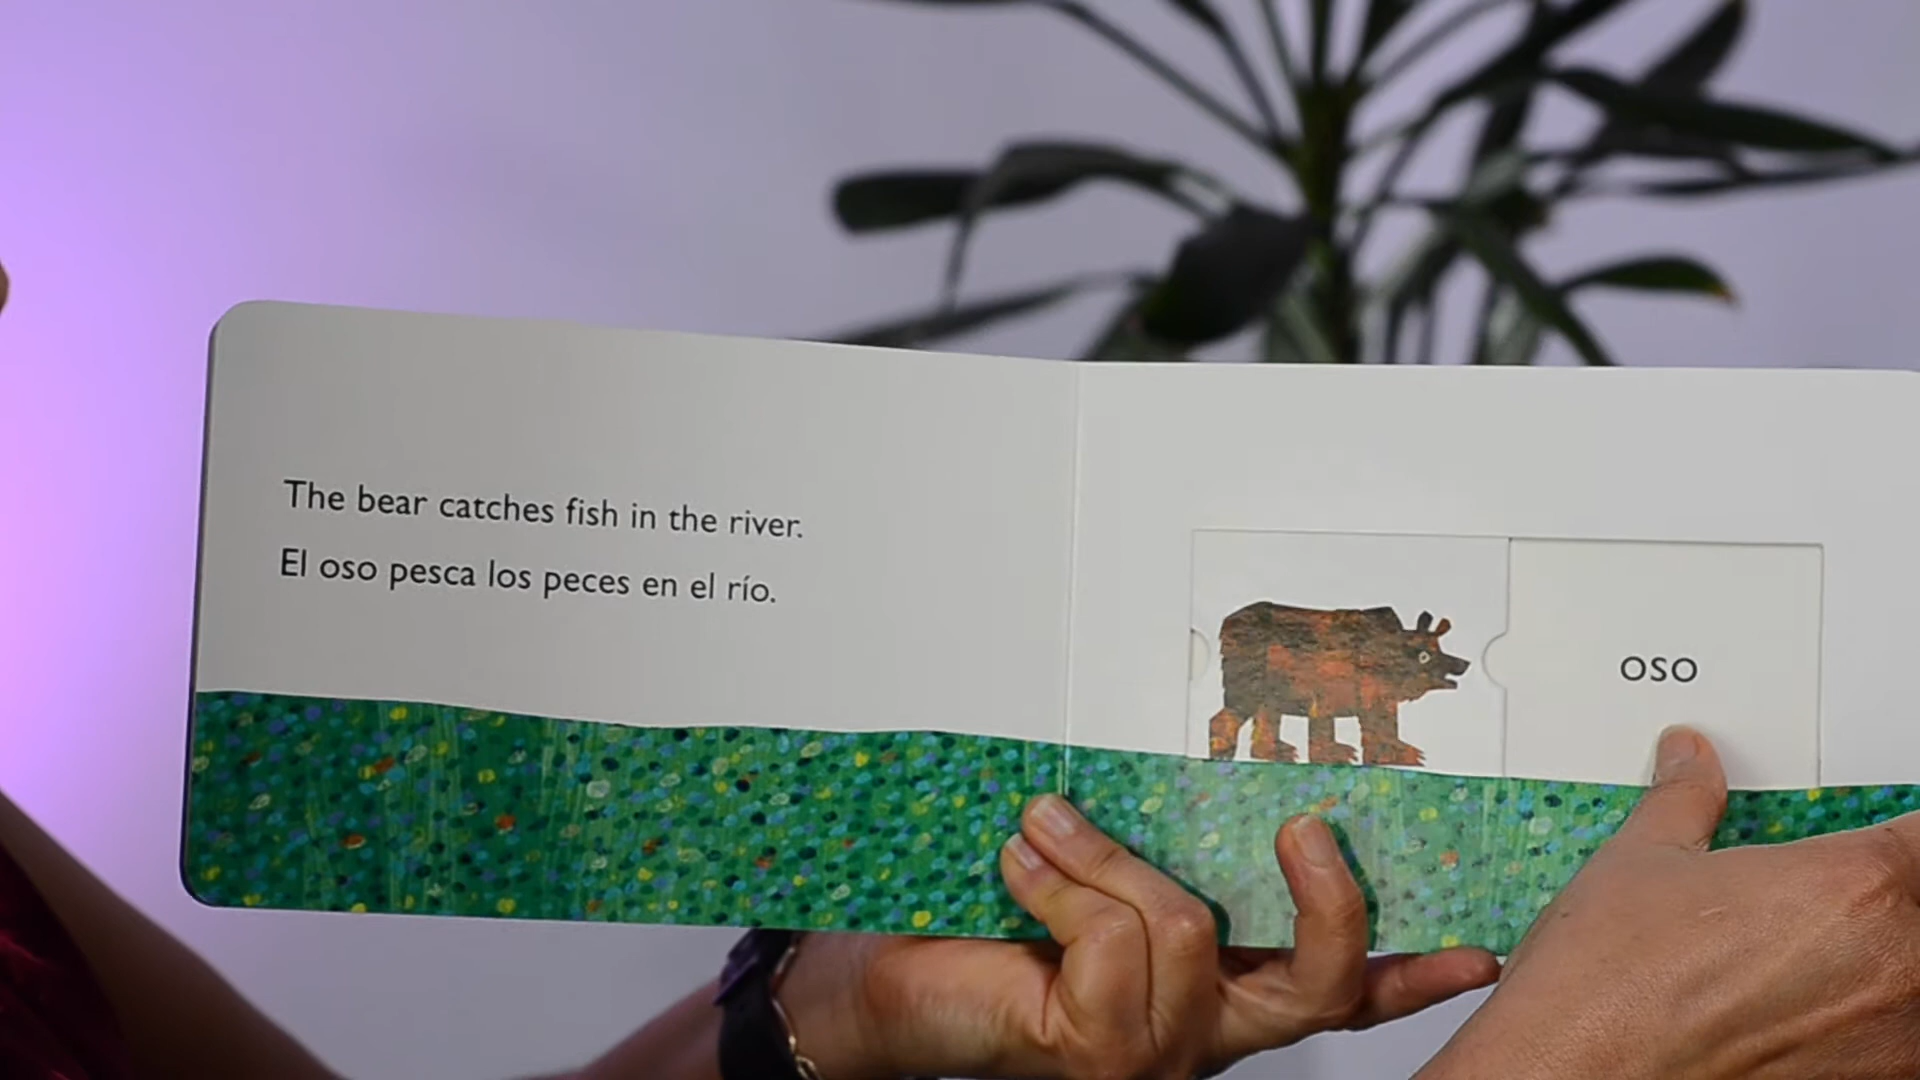 The bear catches fish in the river.
El oso pesca los peces en el río.
oso